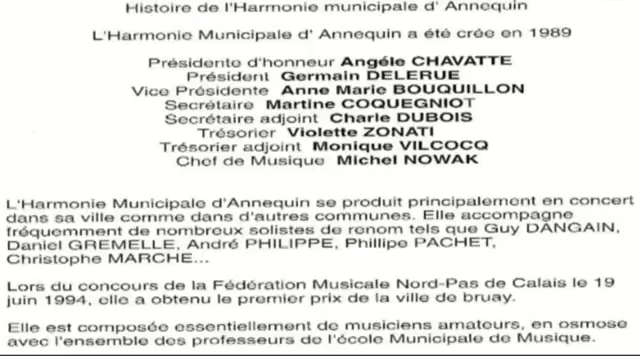 Histoire de l'Harmonie municipale d' Annequin
L'Harmonie Municipale d' Annequin a été crée en 1989
Présidente d'honneur Angéle CHAVATTE
Président Germain DELERUE
Vice Présidente Anne Marie BOUQUILLON
Secrétaire Martine COQUEGNIOT
Secrétaire adjoint Charle DUBOIS
Trésorier Violette ZONATI
Trésorier adjoint Monique VILCOCQ
Chef de Musique Michel NOWAK
L'Harmonie Municipale d'Annequin se produit principalement en concert
dans sa ville comme dans d'autres communes. Elle accompagne
fréquemment de nombreux solistes de renom tels que Guy DANGAIN,
Daniel GREMELLE, André PHILIPPE, Phillipe PACHET,
Christophe MARCHE...
Lors du concours de la Fédération Musicale Nord-Pas de Calais le 19
juin 1994, elle a obtenu le premier prix de la ville de bruay.
Elle est composée essentiellement de musiciens amateurs, en osmose
avec l'ensemble des professeurs de l'école Municipale de Musique.